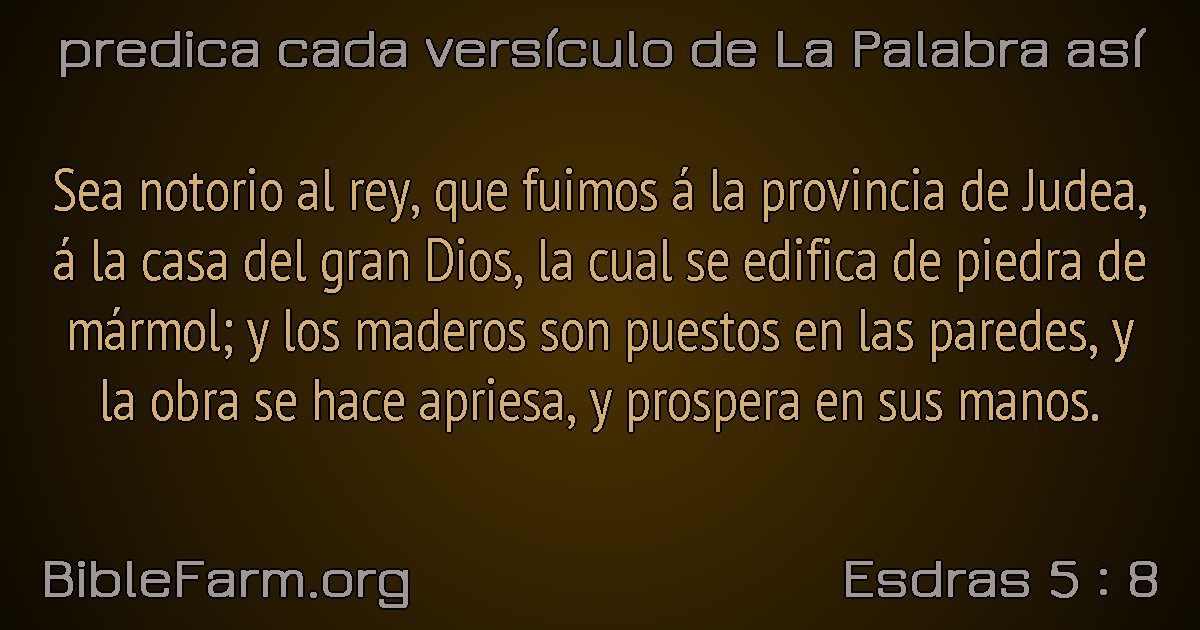 predica cada versículo de La Palabra así
Sea notorio al rey, que fuimos á la provincia de Judea,
á la casa del gran Dios, la cual se edifica de piedra de
mármol; y los maderos son puestos en las paredes, y
la obra se hace apriesa, y prospera en sus manos.
BibleFarm.org
Esdras 5 : 8